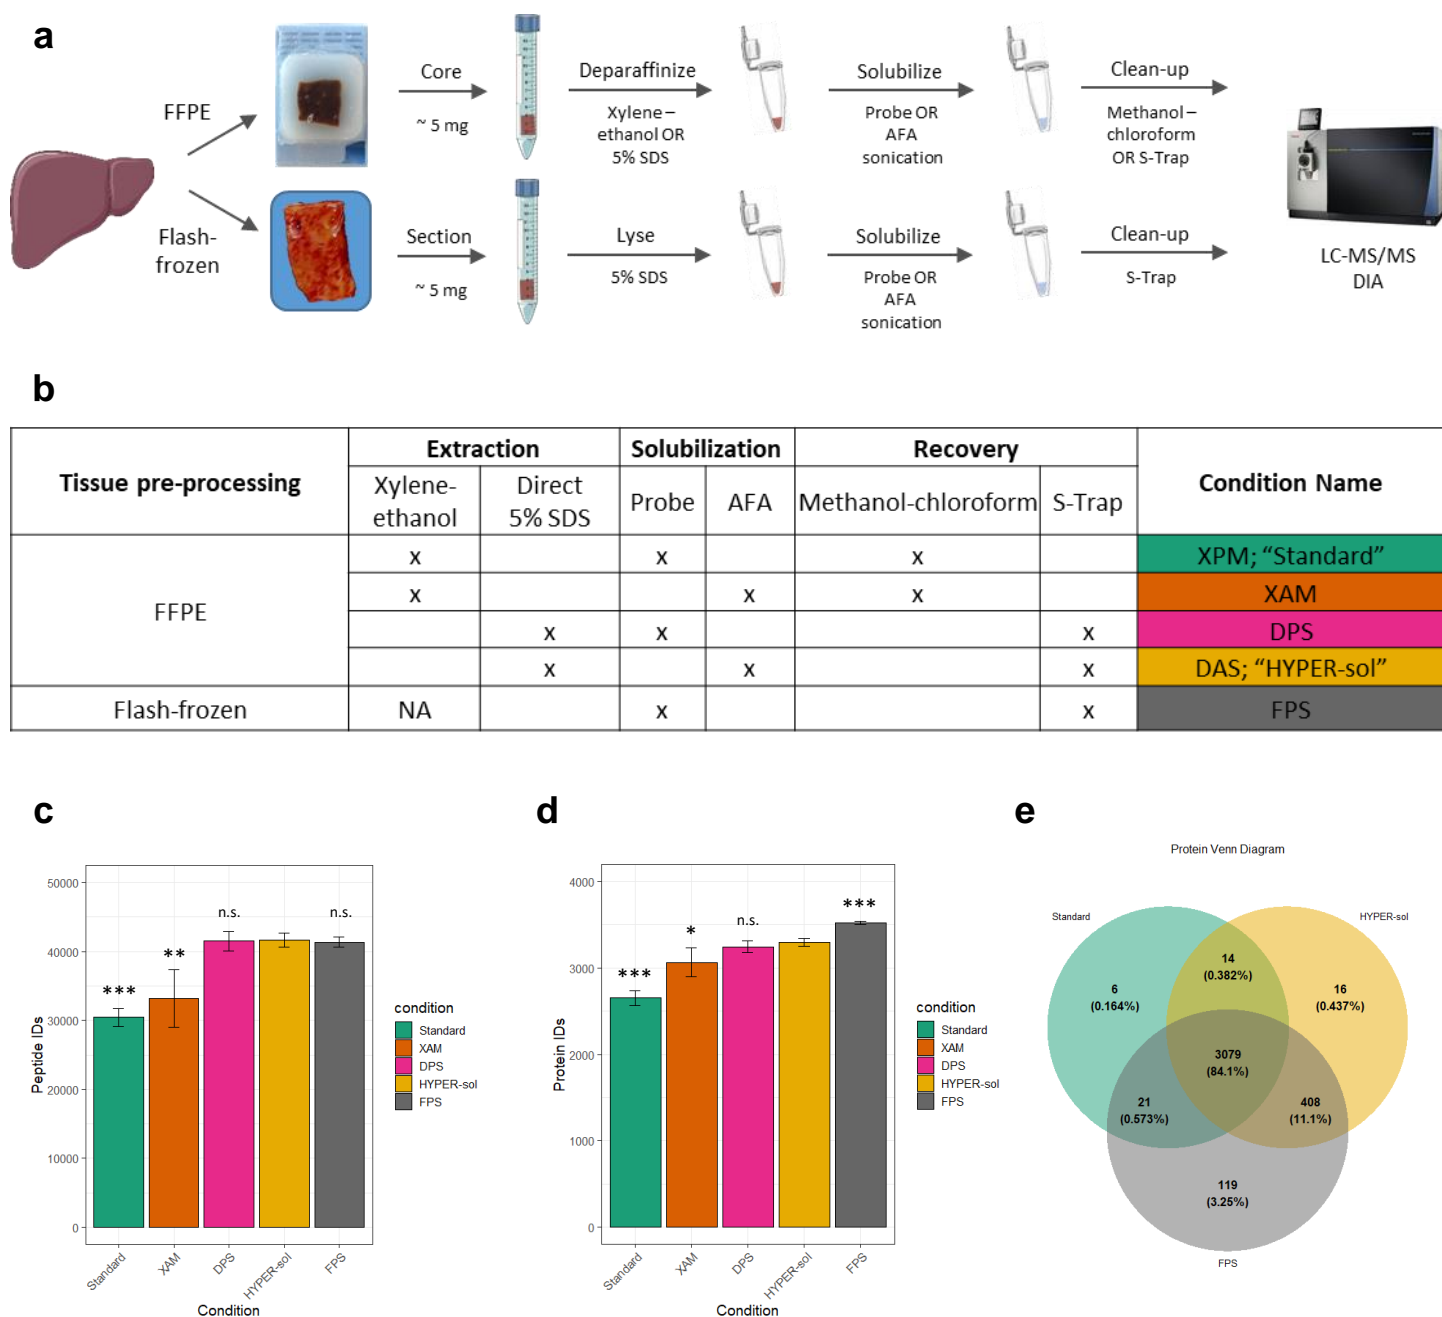 a
FFPE
Flash-
frozen
Core
~ 5 mg
Deparaffinize
Xylene –
ethanol OR
5% SDS
Solubilize
Probe OR
AFA
sonication
Clean-up
Methanol –
chloroform
OR S-Trap
Section
~ 5 mg
Lyse
5% SDS
Solubilize
Probe OR
AFA
sonication
Clean-up
S-Trap
LC-MS/MS
DIA
b
Tissue pre-processing Extraction Solubilization Recovery Condition Name
Xylene-
ethanol
Direct
5% SDS
Probe AFA Methanol-chloroform S-Trap
FFPE
x x x XPM; “Standard”
x x x XAM
x x x DPS
x x x DAS; “HYPER-sol”
Flash-frozen NA x x FPS
c
50000
40000
30000
20000
10000
0
Peptide IDs
***
**
n.s.
n.s.
Standard
XAM
DPS
HYPER-sol
FPS
Condition
condition
Standard
XAM
DPS
HYPER-sol
FPS
d
4000
3000
2000
1000
0
Protein IDs
***
*
n.s.
***
Standard
XAM
DPS
HYPER-sol
FPS
Condition
condition
Standard
XAM
DPS
HYPER-sol
FPS
e
Protein Venn Diagram
Standard
HYPER-sol
14
(0.382%)
6
(0.164%)
16
(0.437%)
3079
(84.1%)
21
(0.573%)
408
(11.1%)
119
(3.25%)
FPS